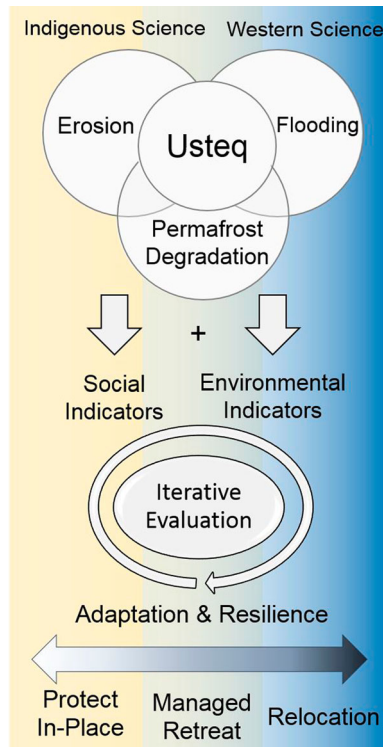 Indigenous Science
Western Science
Erosion
Usteq
Flooding
Permafrost
Degradation
+
Social
Indicators
Environmental
Indicators
Iterative
Evaluation
Adaptation & Resilience
Protect
In-Place
Managed
Retreat
Relocation